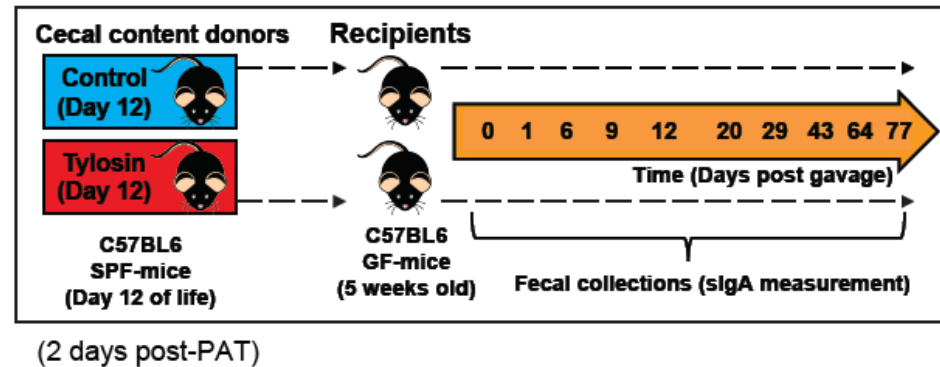 Cecal content donors
Recipients
Control
(Day 12)
0 1 6 9 12 20 29 43 64 77
Tylosin
(Day 12)
Time (Days post gavage)
C57BL6
SPF-mice
(Day 12 of life)
C57BL6
GF-mice
(5 weeks old)
Fecal collections (sIgA measurement)
(2 days post-PAT)